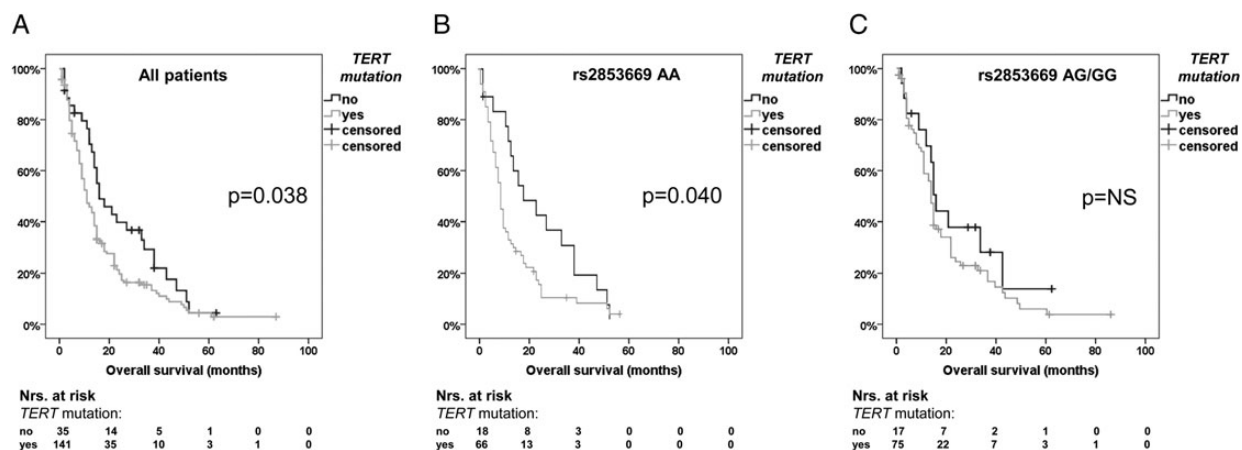 A
TERT
mutation
All patients
no
yes
censored
censored
p=0.038
100%
80%
60%
40%
20%
0%
0 20 40 60 80 100
Overall survival (months)
Nrs. at risk
TERT mutation:
no 35 14 5 1 0 0
yes 141 35 10 3 1 0
B
TERT
mutation
rs2853669 AA
no
yes
censored
censored
p=0.040
100%
80%
60%
40%
20%
0%
0 20 40 60 80 100
Overall survival (months)
Nrs. at risk
TERT mutation:
no 18 8 3 0 0 0
yes 66 13 3 0 0 0
C
TERT
mutation
rs2853669 AG/GG
no
yes
censored
censored
p=NS
100%
80%
60%
40%
20%
0%
0 20 40 60 80 100
Overall survival (months)
Nrs. at risk
TERT mutation:
no 17 7 2 1 0 0
yes 75 22 7 3 1 0